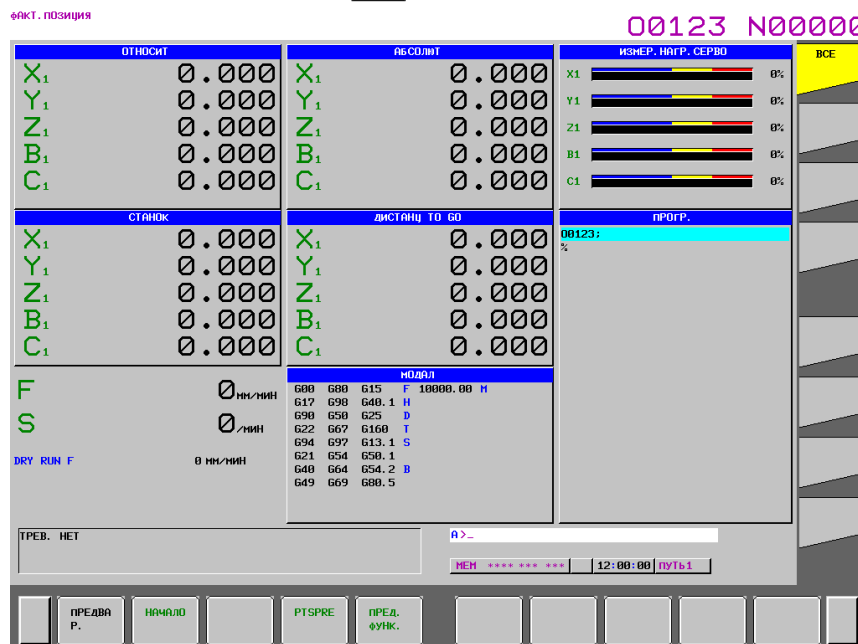 ФАКТ. ПОЗИЦИЯ
O0123 N00000
ОТНОСИТ
X1 0.000
Y1 0.000
Z1 0.000
B1 0.000
C1 0.000
АБСОЛЮТ
X1 0.000
Y1 0.000
Z1 0.000
B1 0.000
C1 0.000
ИЗМЕР. НАГР. СЕРВО
X1 0%
Y1 0%
Z1 0%
B1 0%
C1 0%
ВСЕ
СТАНОК
X1 0.000
Y1 0.000
Z1 0.000
B1 0.000
C1 0.000
ДИСТАНЦ TO GO
X1 0.000
Y1 0.000
Z1 0.000
B1 0.000
C1 0.000
ПРОГР.
O0123;
%
F 0 ММ/МИН
S 0 /МИН
DRY RUN F 0 ММ/МИН
МОДАЛ
G00 G80 G15 F 10000.00 M
G17 G98 G40.1 H
G90 G50 G25 D
G22 G67 G160 T
G94 G97 G13.1 S
G21 G54 G50.1
G40 G64 G54.2 B
G49 G69 G80.5
ТРЕВ. НЕТ
A>_
MEM **** *** *** 12:00:00 ПУТЬ1
ПРЕДВА
Р.
НАЧАЛО
PTSPRE
ПРЕД.
ФУНК.